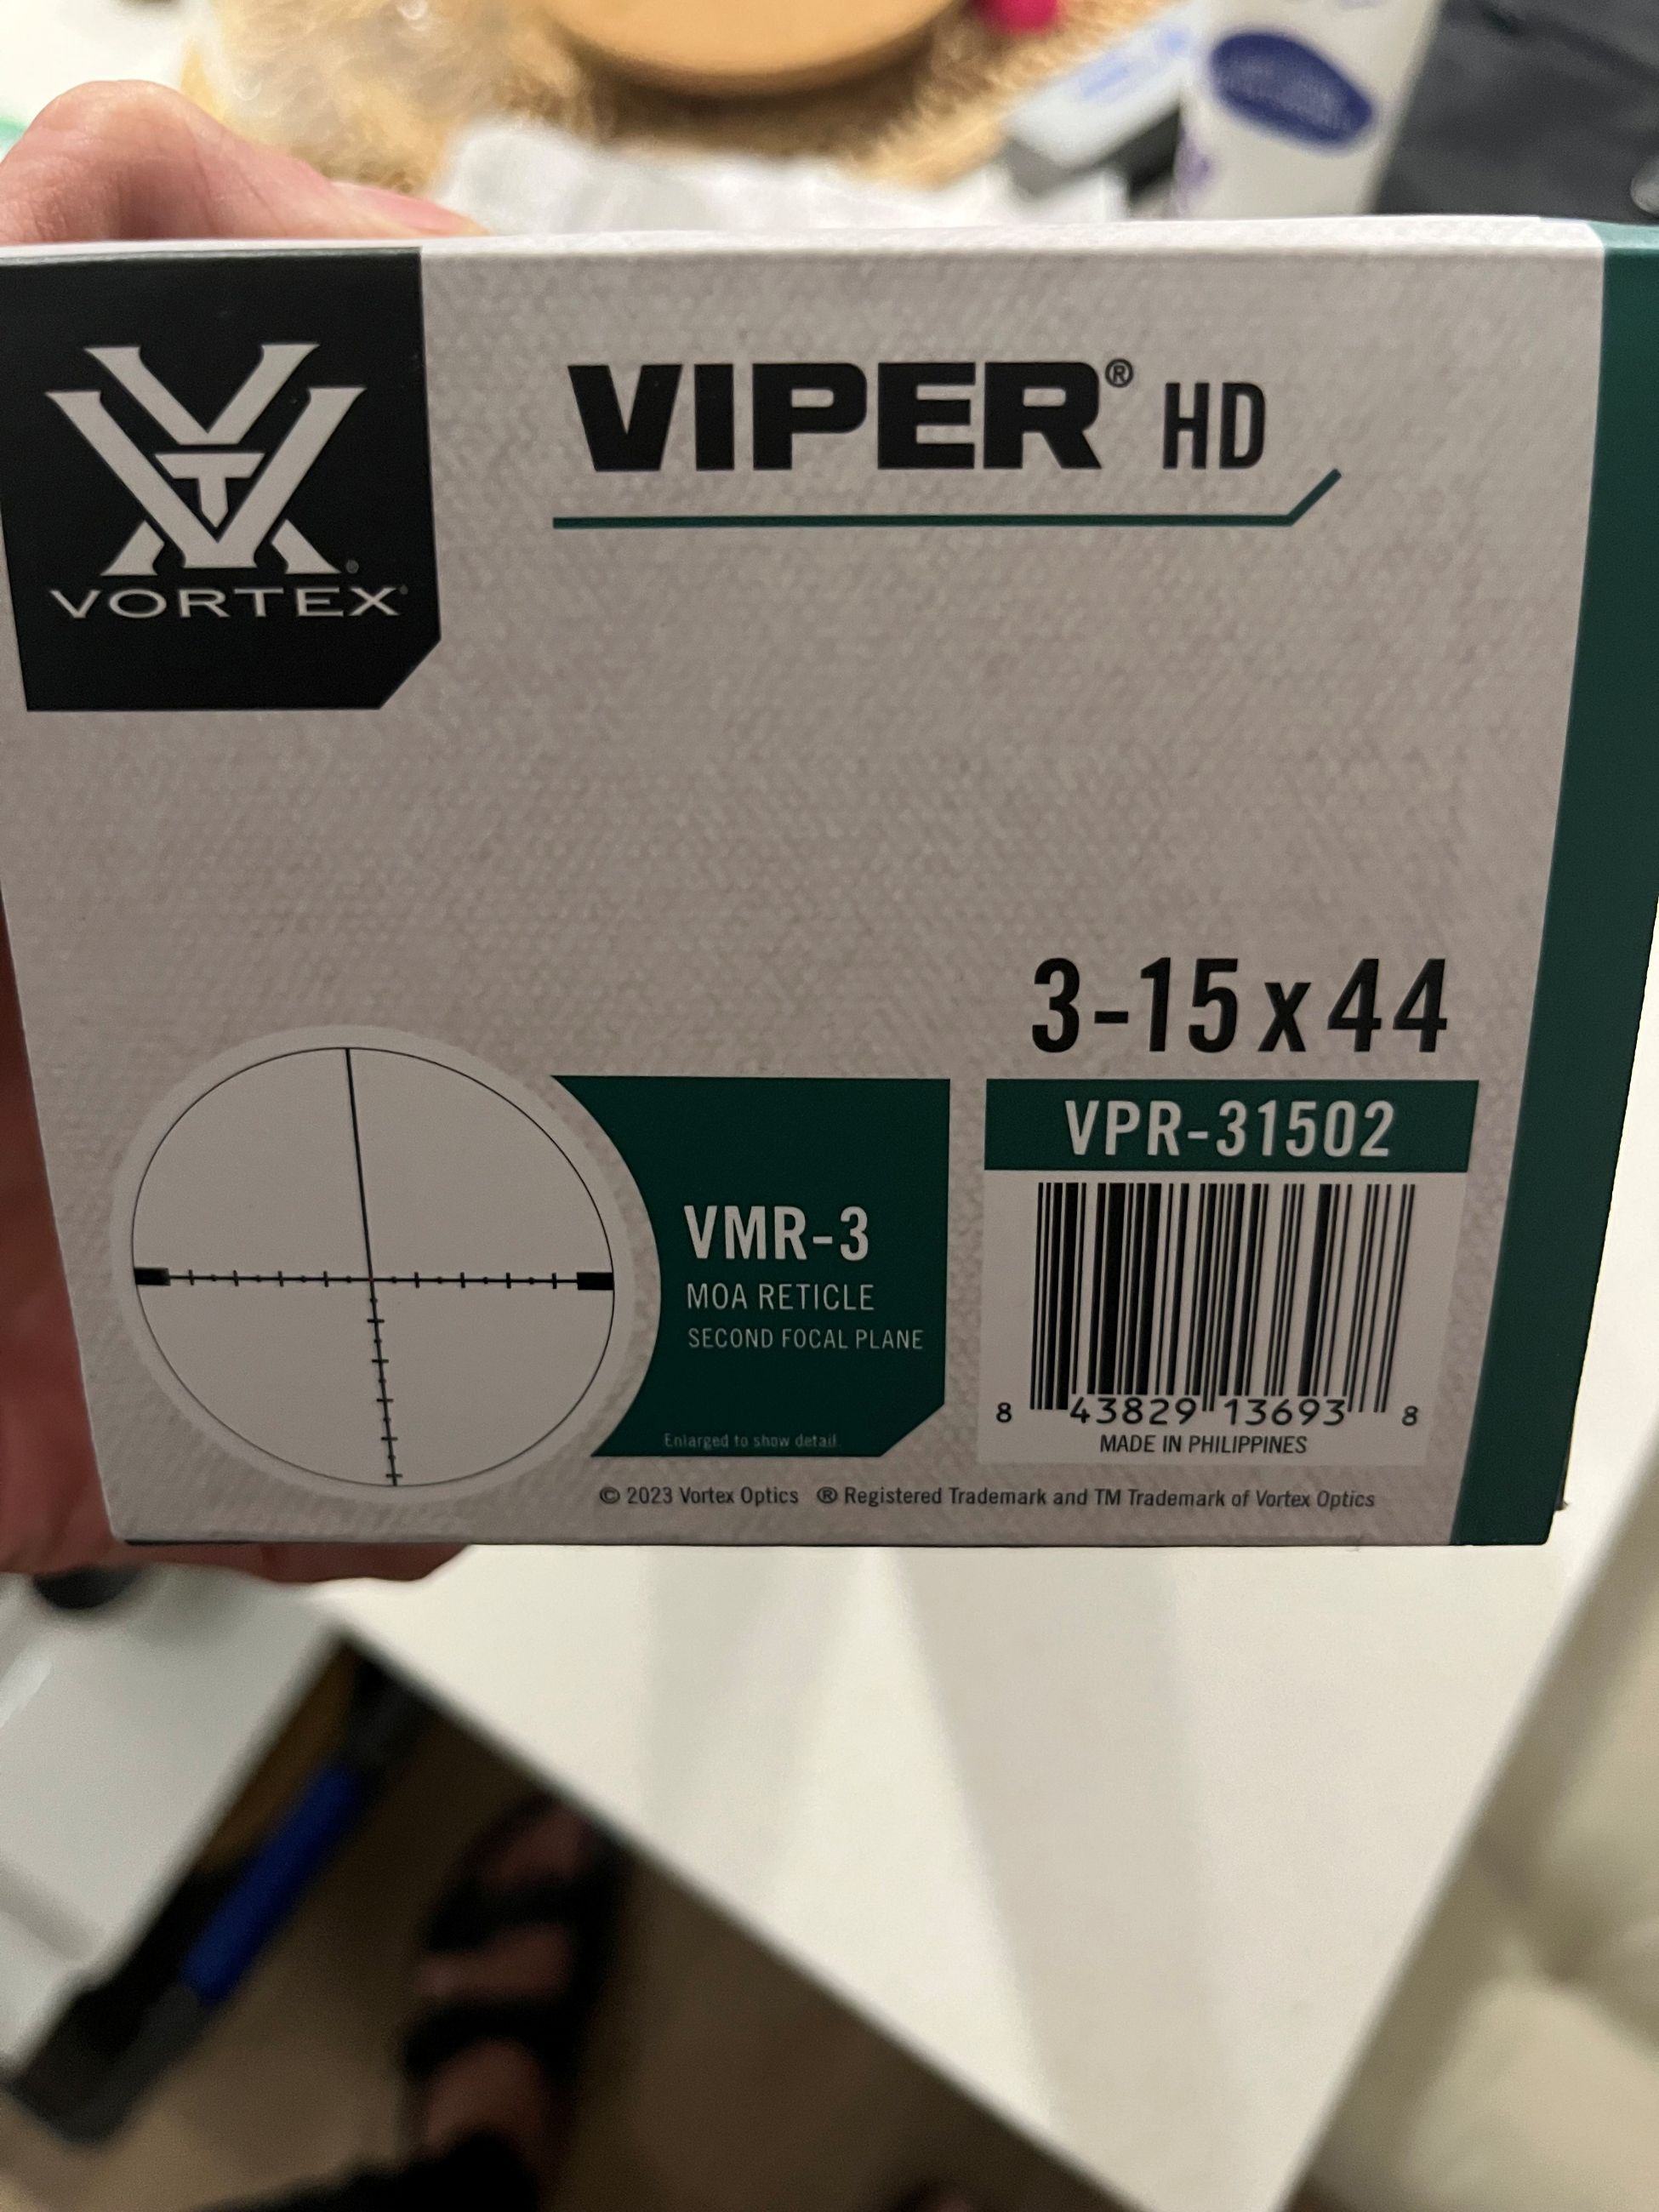 VORTEX®
VIPER® HD
3-15x44
VPR-31502
VMR-3
MOA RETICLE
SECOND FOCAL PLANE
Enlarged to show detail.
8 43829 13693 8
MADE IN PHILIPPINES
© 2023 Vortex Optics ® Registered Trademark and TM Trademark of Vortex Optics